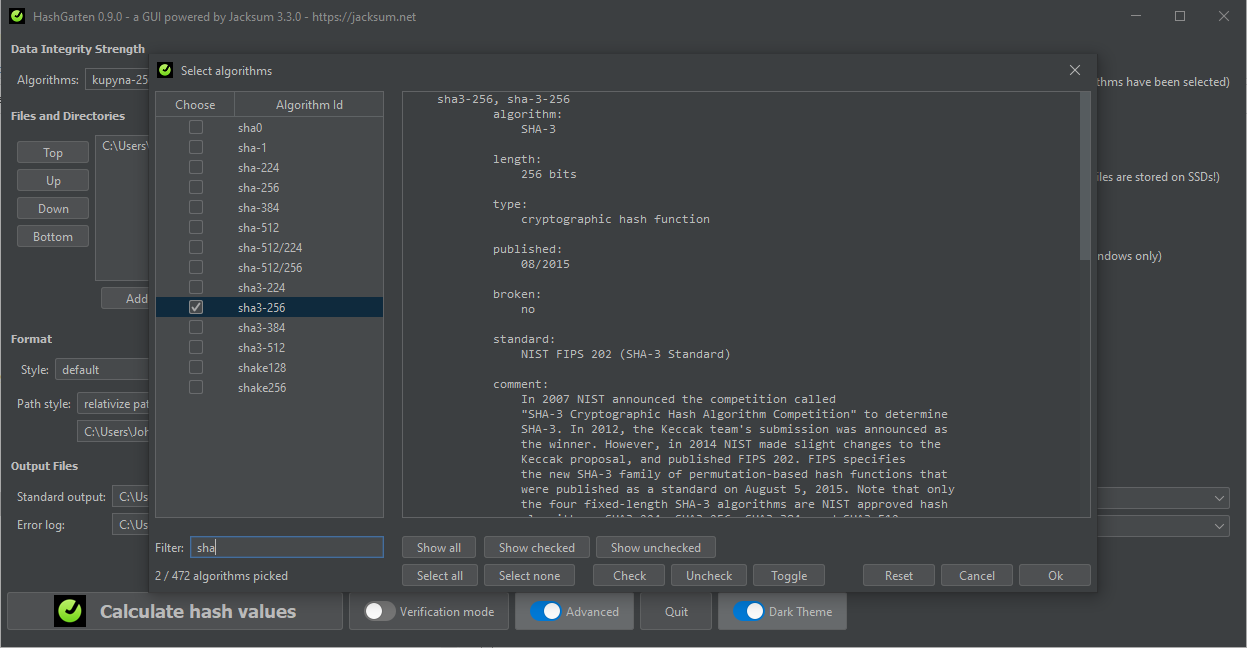 HashGarten 0.9.0 - a GUI powered by Jacksum 3.3.0 - https://jacksum.net
Data Integrity Strength
Algorithms: kupyna-25
thms have been selected)
Files and Directories
Top
Up
Down
Bottom
C:\Users\
Add
iles are stored on SSDs!)
ndows only)
Format
Style: default
Path style: relativize pat
C:\Users\Joh
Output Files
Standard output: C:\Us
Error log: C:\Us
Select algorithms
Choose Algorithm Id
sha0
sha-1
sha-224
sha-256
sha-384
sha-512
sha-512/224
sha-512/256
sha3-224
sha3-256
sha3-384
sha3-512
shake128
shake256
sha3-256, sha-3-256
algorithm:
SHA-3
length:
256 bits
type:
cryptographic hash function
published:
08/2015
broken:
no
standard:
NIST FIPS 202 (SHA-3 Standard)
comment:
In 2007 NIST announced the competition called
"SHA-3 Cryptographic Hash Algorithm Competition" to determine
SHA-3. In 2012, the Keccak team's submission was announced as
the winner. However, in 2014 NIST made slight changes to the
Keccak proposal, and published FIPS 202. FIPS specifies
the new SHA-3 family of permutation-based hash functions that
were published as a standard on August 5, 2015. Note that only
the four fixed-length SHA-3 algorithms are NIST approved hash
Filter: sha
Show all Show checked Show unchecked
2 / 472 algorithms picked
Select all Select none Check Uncheck Toggle Reset Cancel Ok
Calculate hash values Verification mode Advanced Quit Dark Theme